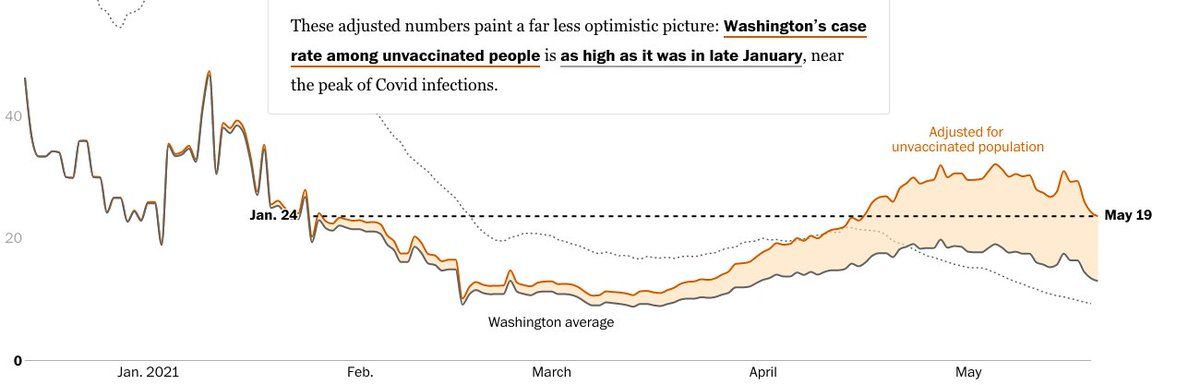 These adjusted numbers paint a far less optimistic picture: Washington’s case
rate among unvaccinated people is as high as it was in late January, near
the peak of Covid infections.
40
Adjusted for
unvaccinated population
Jan. 24
May 19
20
Washington average
0
Jan. 2021
Feb.
March
April
May